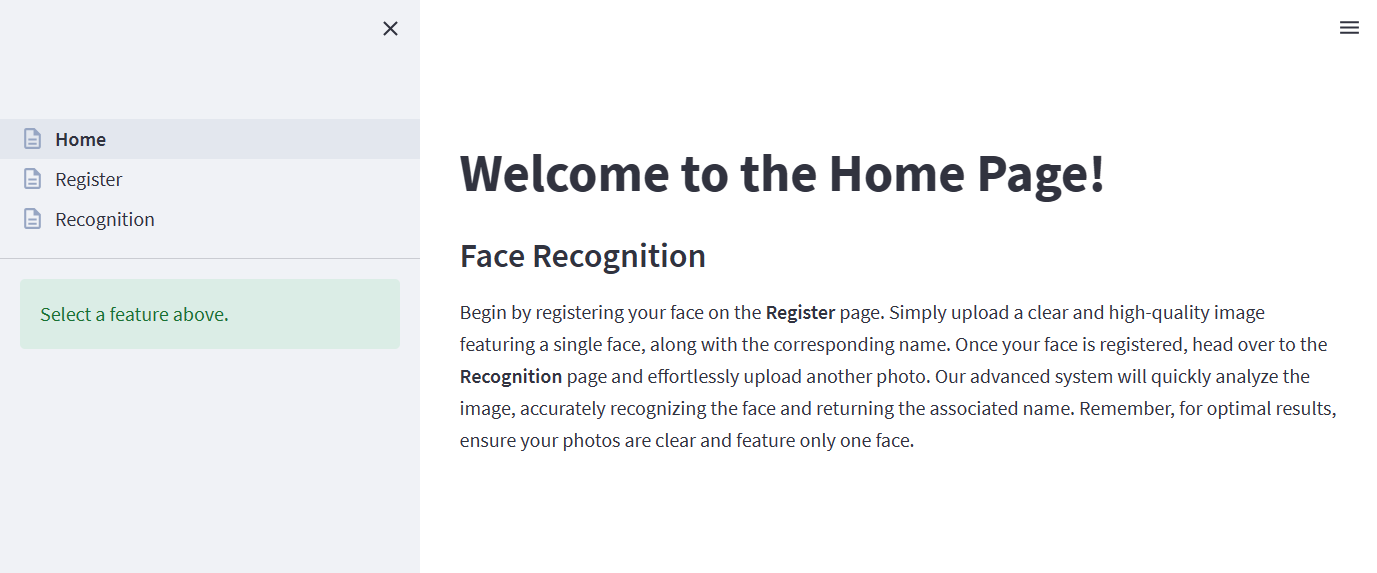 Home
Register
Recognition
Select a feature above.
Welcome to the Home Page!
Face Recognition
Begin by registering your face on the Register page. Simply upload a clear and high-quality image
featuring a single face, along with the corresponding name. Once your face is registered, head over to the
Recognition page and effortlessly upload another photo. Our advanced system will quickly analyze the
image, accurately recognizing the face and returning the associated name. Remember, for optimal results,
ensure your photos are clear and feature only one face.